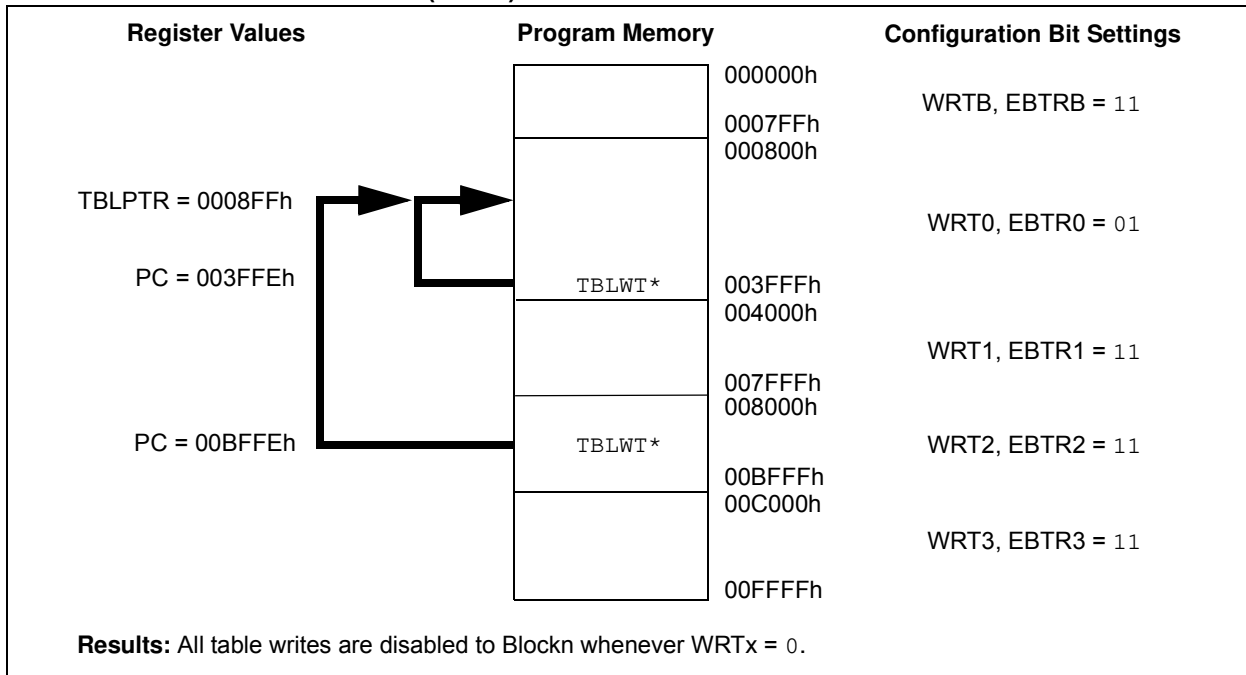 Register Values Program Memory Configuration Bit Settings
000000h
WRTB, EBTRB = 11
0007FFh
000800h
TBLPTR = 0008FFh
WRT0, EBTR0 = 01
PC = 003FFEh TBLWT* 003FFFh
004000h
WRT1, EBTR1 = 11
007FFFh
008000h
PC = 00BFFEh TBLWT* WRT2, EBTR2 = 11
00BFFFh
00C000h
WRT3, EBTR3 = 11
00FFFFh
Results: All table writes are disabled to Blockn whenever WRTx = 0.